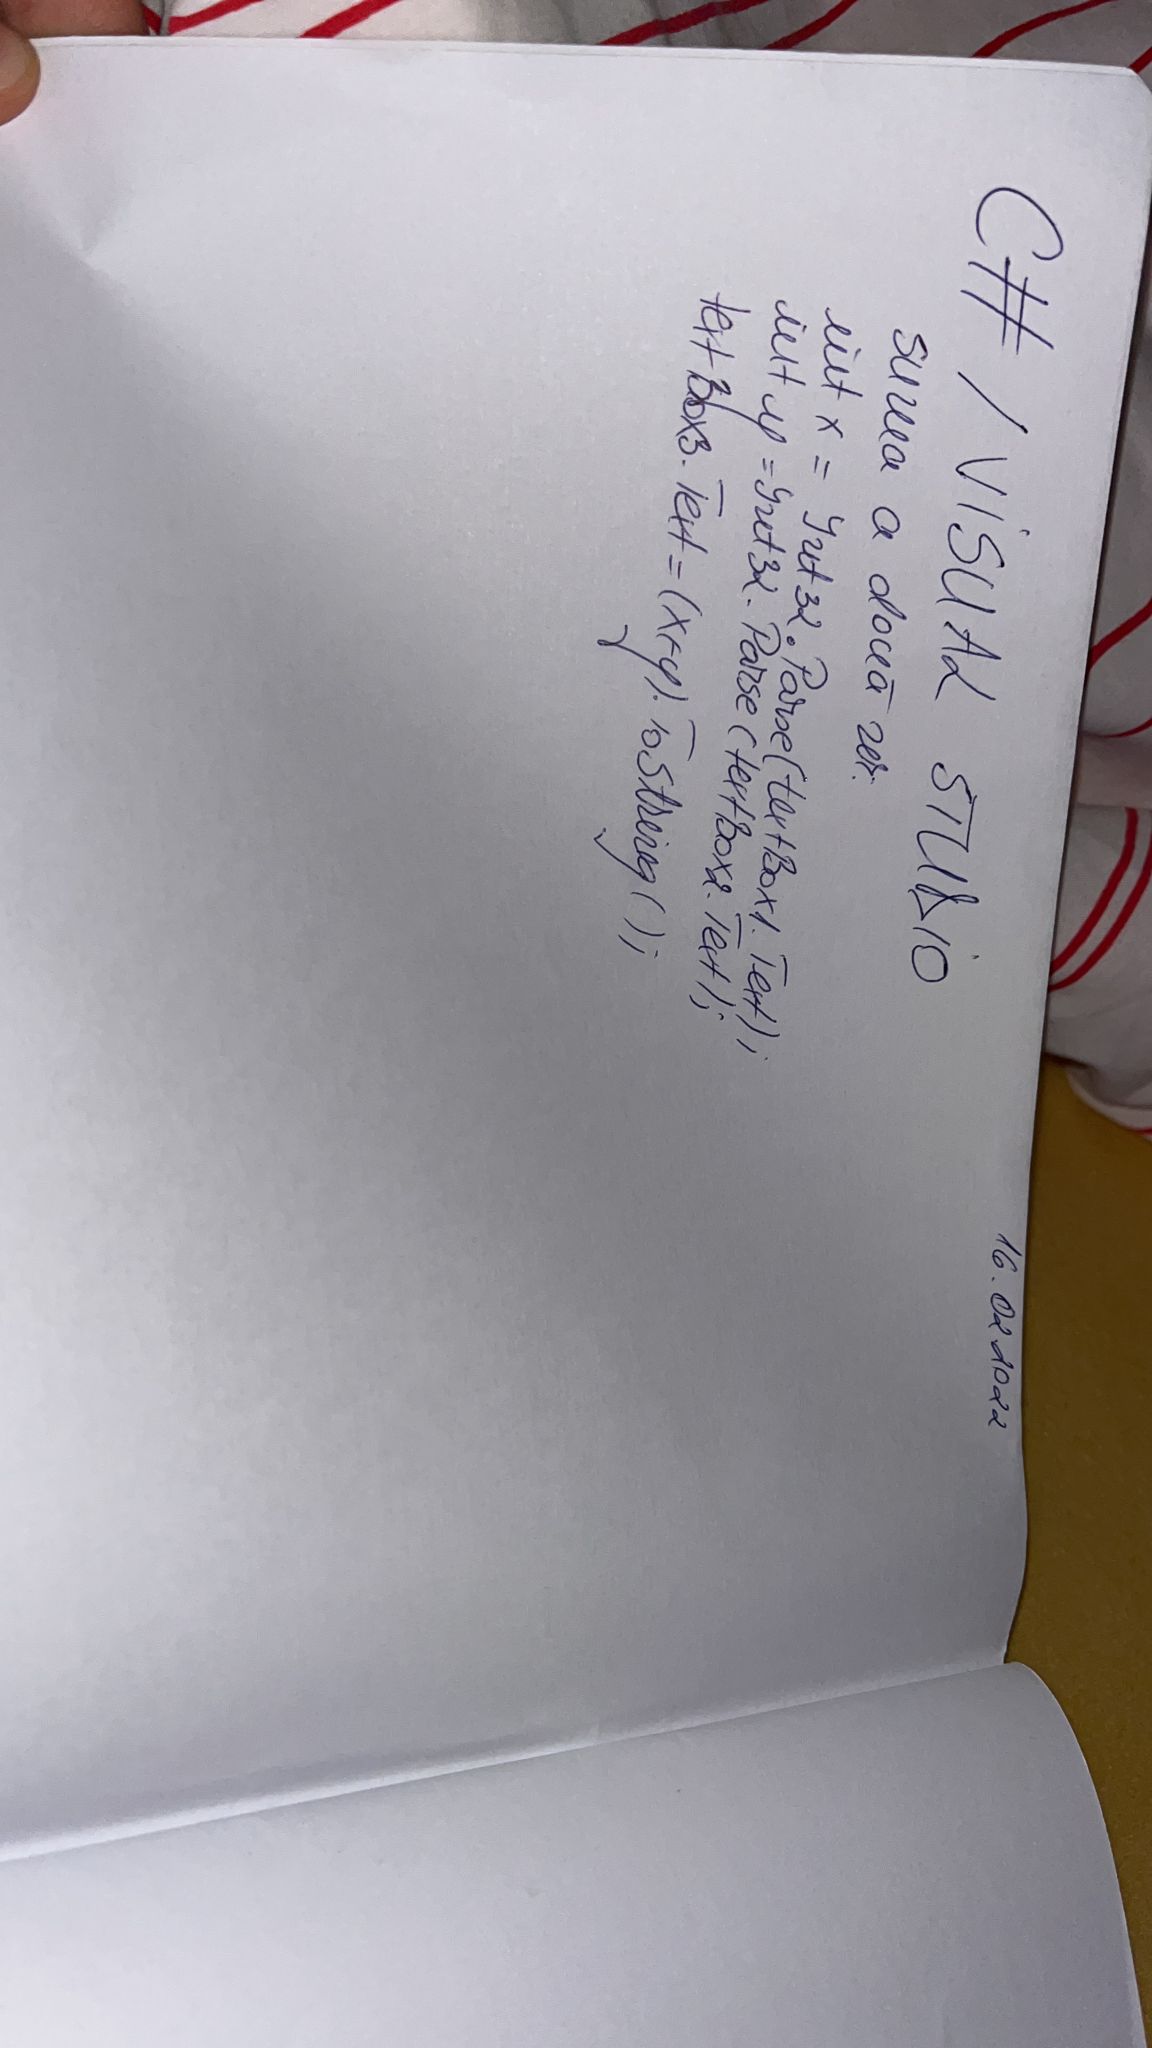 16.02.2022
C# / VISUAL STUDIO
suma a două nr.
int x = Int32.Parse(textBox1.Text);
int y = Int32.Parse(textBox2.Text);
textBox3.Text = (x+y).ToString();